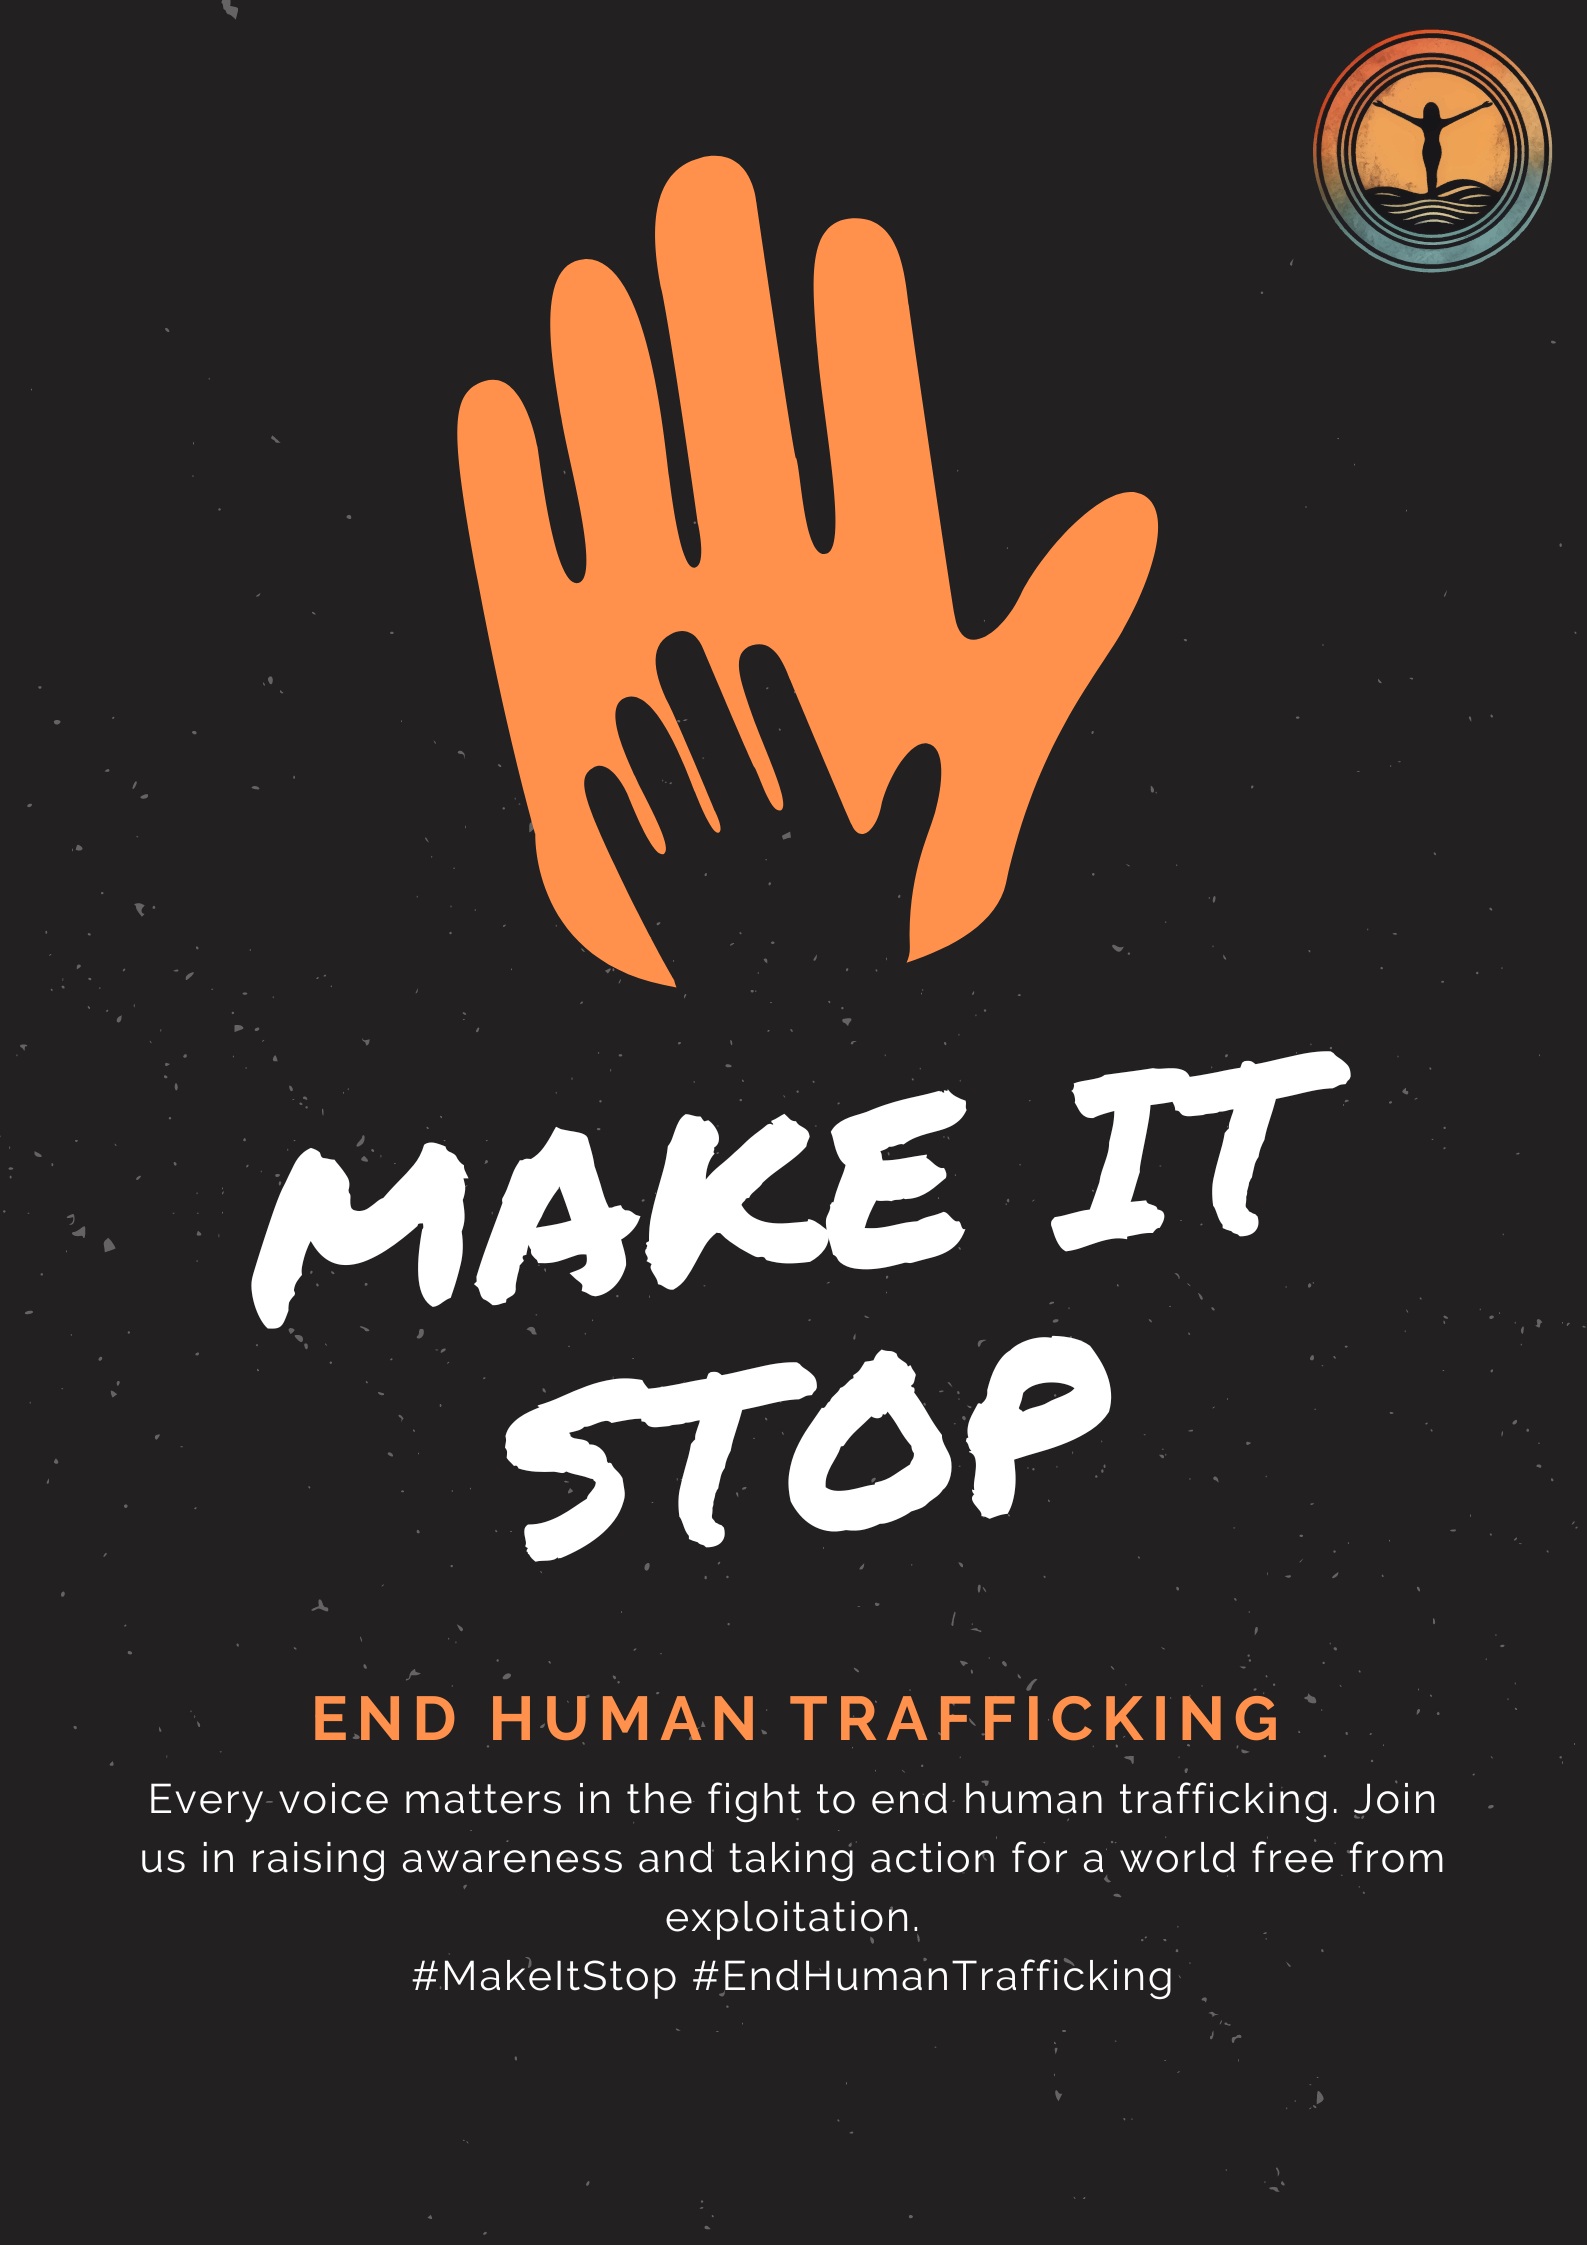 MAKE IT
STOP
END HUMAN TRAFFICKING
Every voice matters in the fight to end human trafficking. Join
us in raising awareness and taking action for a world free from
exploitation.
#MakeItStop #EndHumanTrafficking